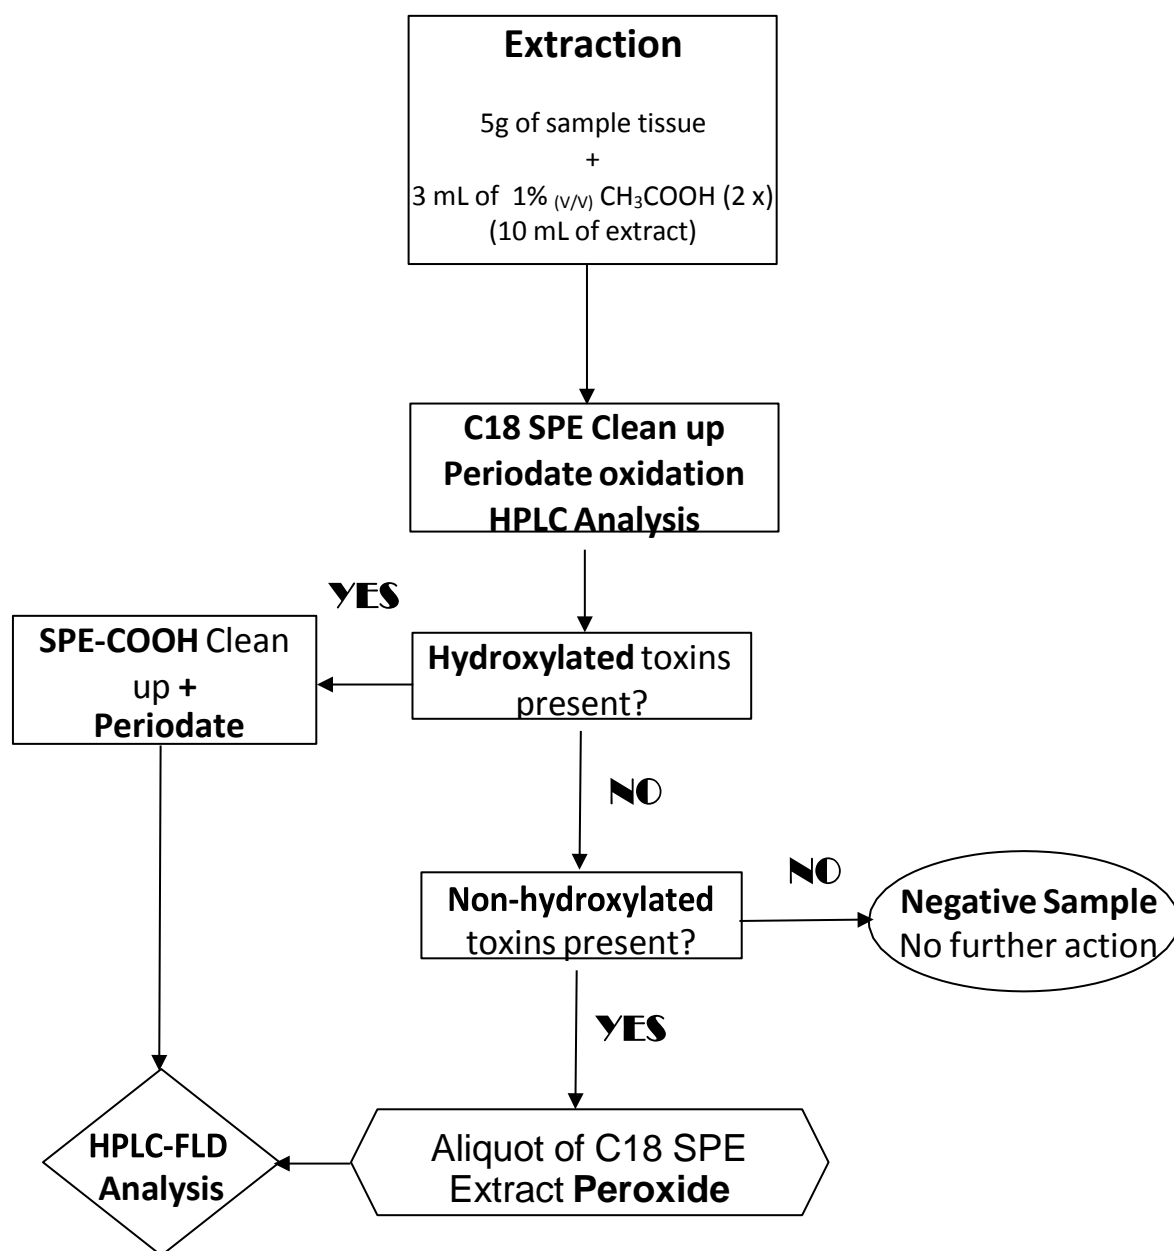 Extraction
5g of sample tissue
+
3 mL of 1% (V/V) CH₃COOH (2 x)
(10 mL of extract)
C18 SPE Clean up
Periodate oxidation
HPLC Analysis
YES
SPE-COOH Clean
up +
Periodate
Hydroxylated toxins
present?
NO
Non-hydroxylated
toxins present?
NO
Negative Sample
No further action
YES
HPLC-FLD
Analysis
Aliquot of C18 SPE
Extract Peroxide